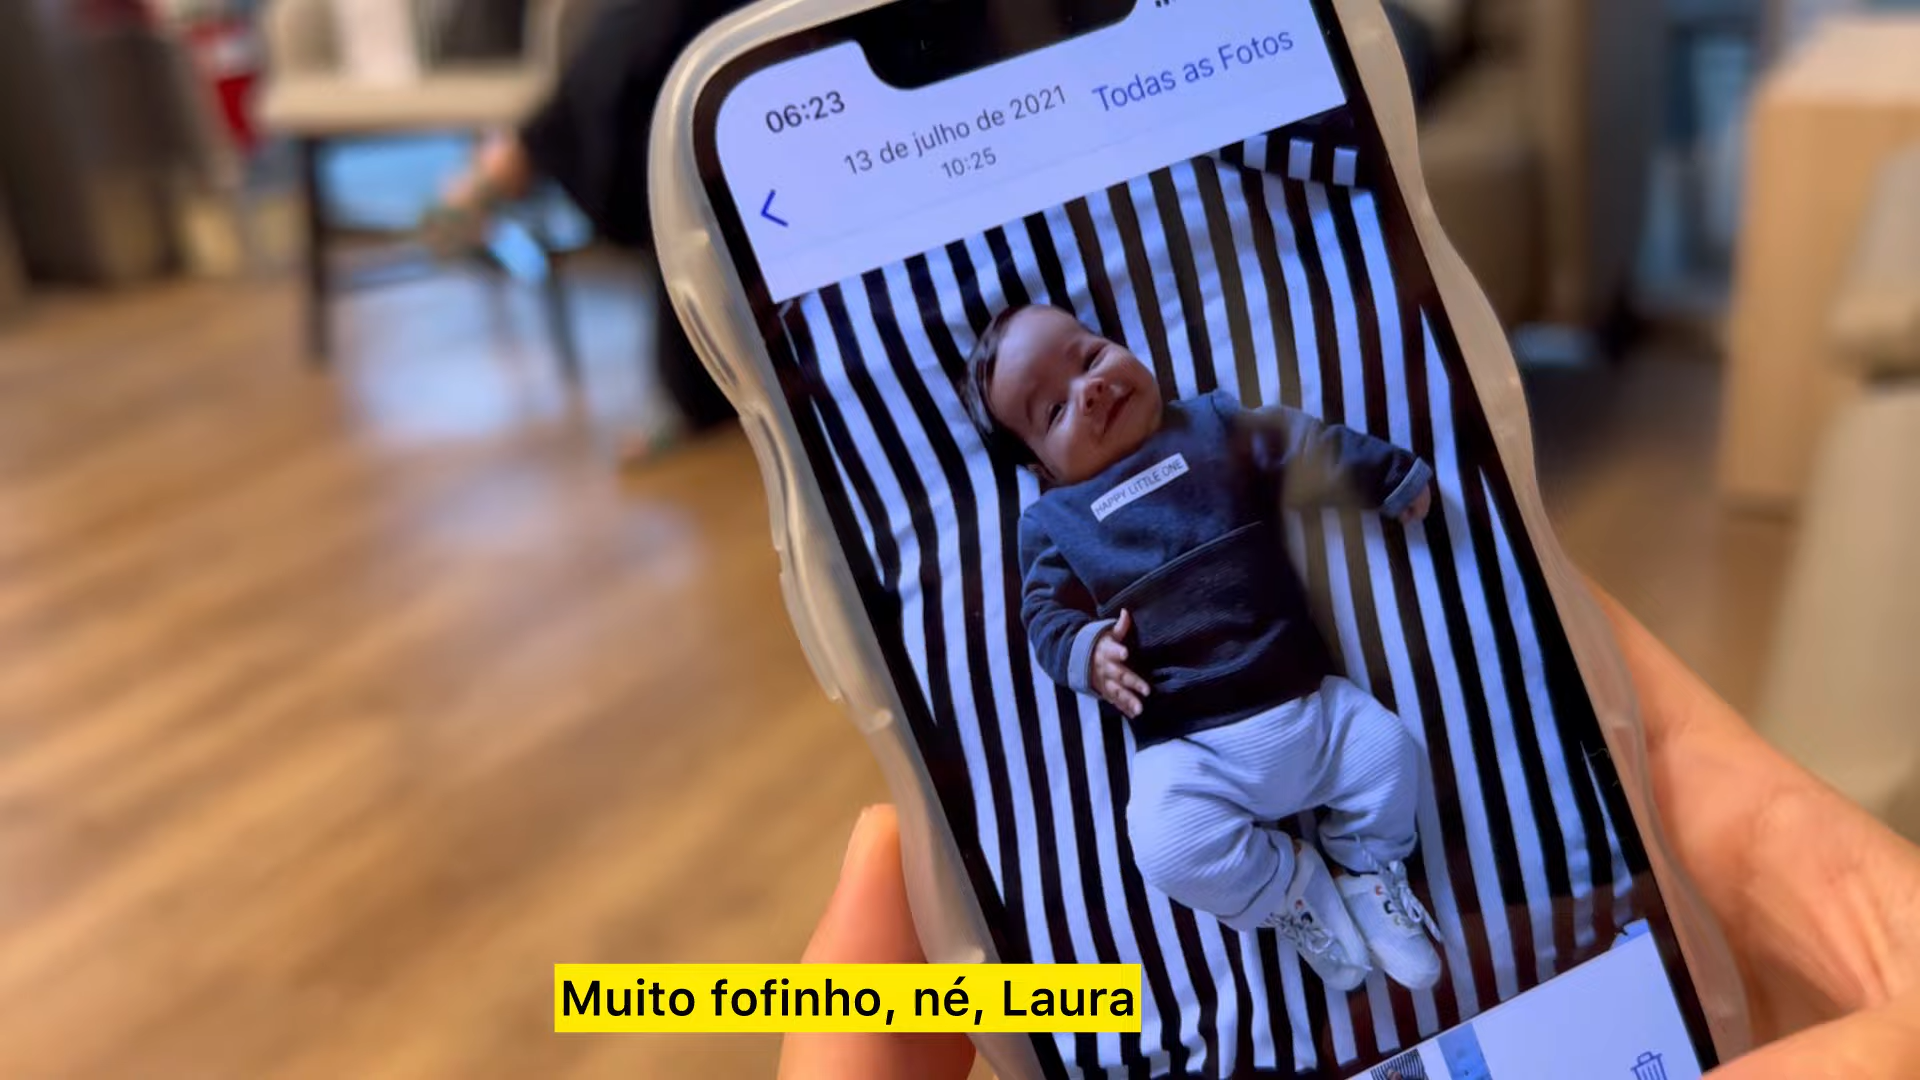 06:23
13 de julho de 2021
10:25
Todas as Fotos
HAPPY LITTLE ONE
Muito fofinho, né, Laura